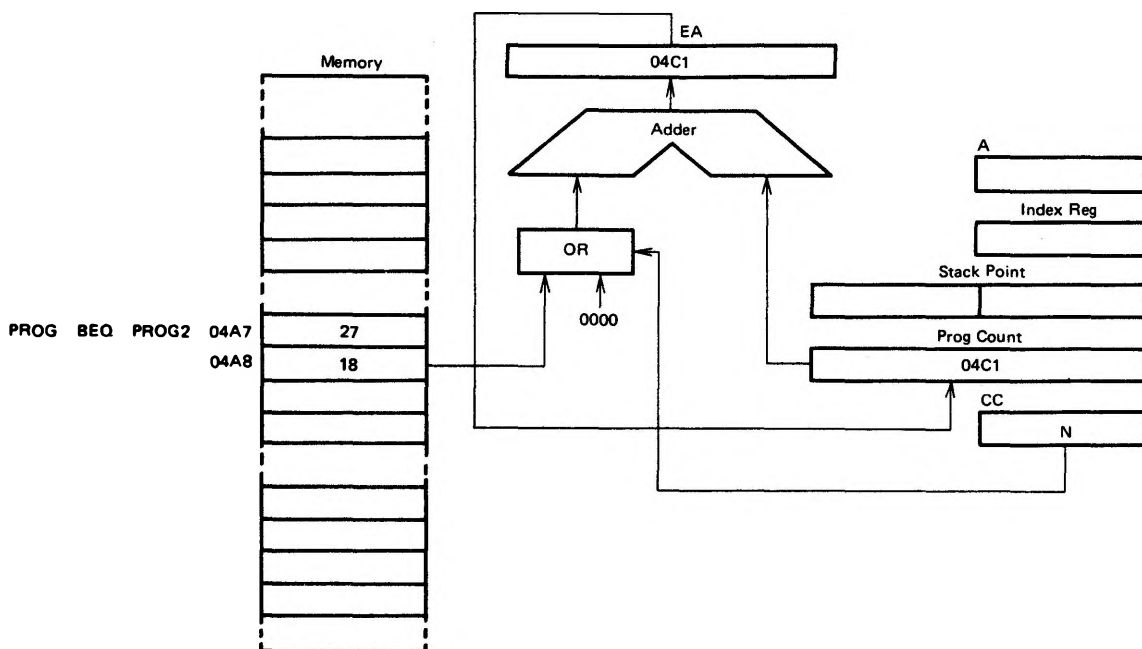 EA
04C1
Memory
Adder
A
Index Reg
OR
Stack Point
0000
PROG BEQ PROG2 04A7 27
Prog Count
04A8 18
04C1
CC
N